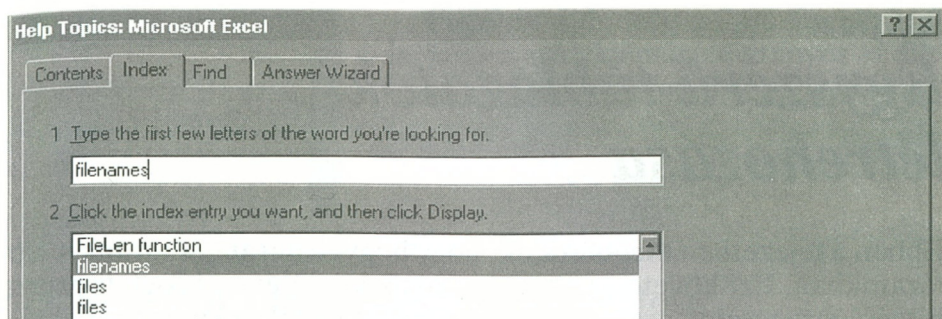 Help Topics: Microsoft Excel
Contents Index Find Answer Wizard
1 Type the first few letters of the word you're looking for.
filenames
2 Click the index entry you want, and then click Display.
FileLen function
filenames
files
files